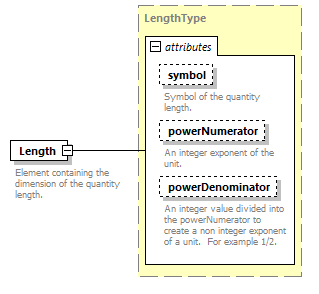 LengthType
attributes
symbol
Symbol of the quantity
length.
powerNumerator
An integer exponent of the
unit.
powerDenominator
An integer value divided into
the powerNumerator to
create a non integer exponent
of a unit.  For example 1/2.
Length
Element containing the
dimension of the quantity
length.